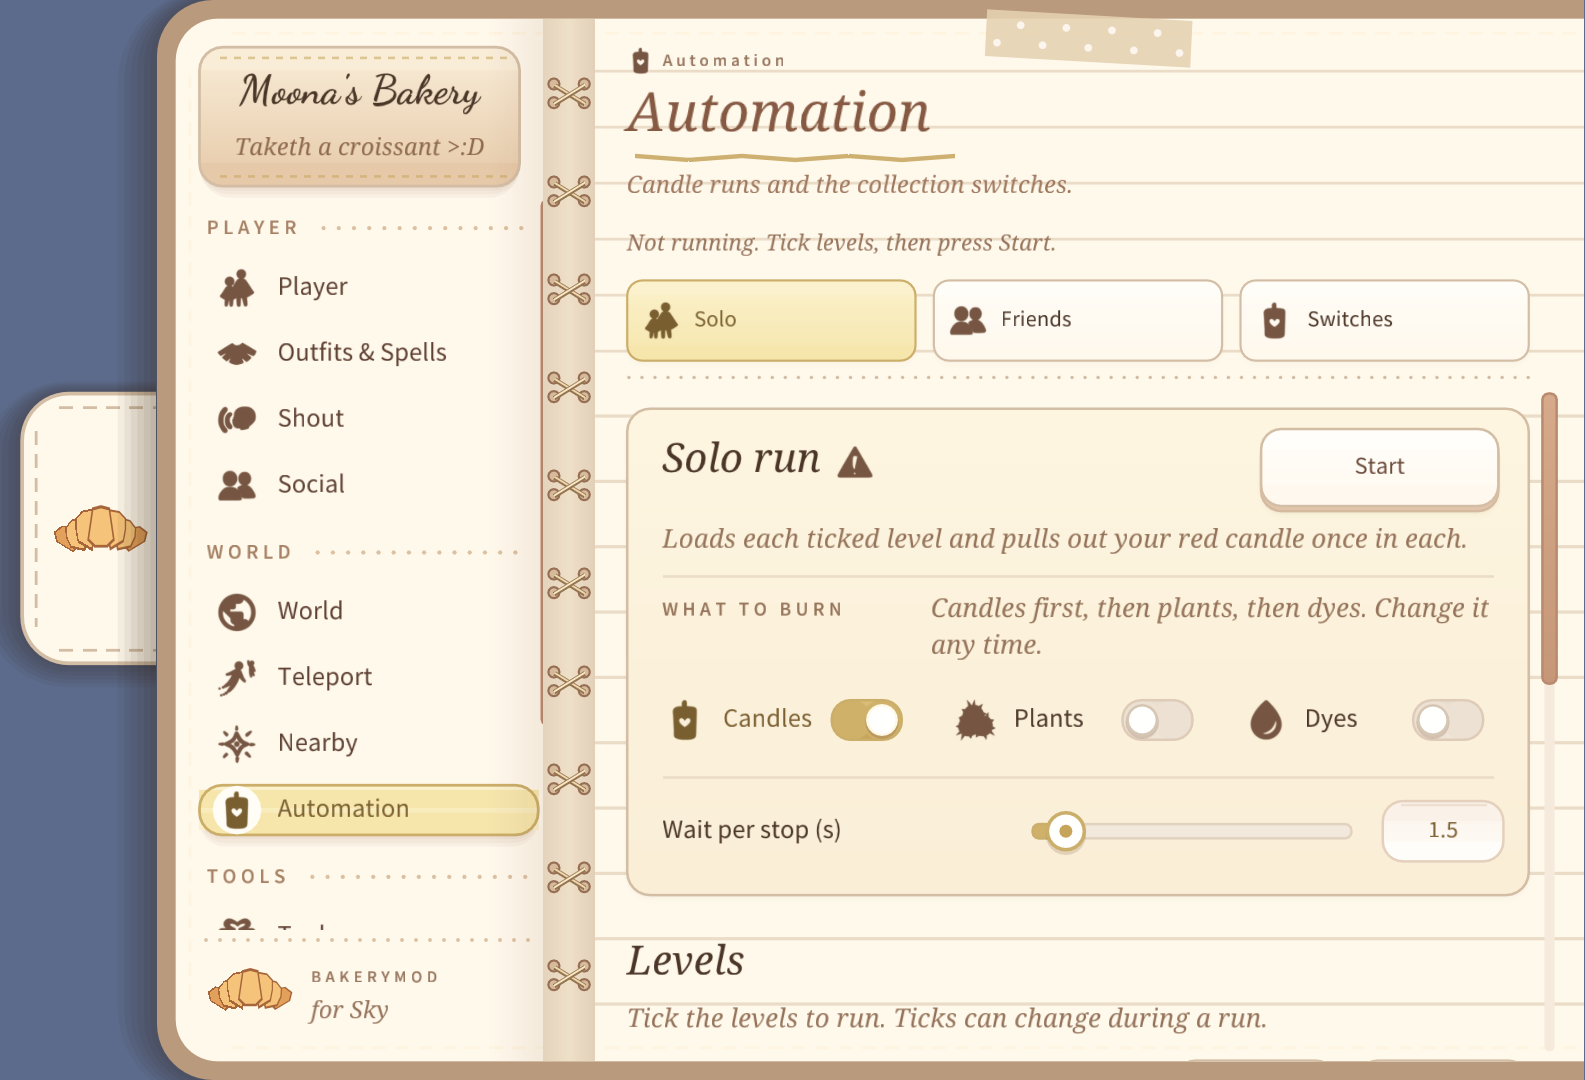 Moona's Bakery
Taketh a croissant >:D
PLAYER
Player
Outfits & Spells
Shout
Social
WORLD
World
Teleport
Nearby
Automation
TOOLS
BAKERYMOD
for Sky
Automation
Automation
Candle runs and the collection switches.
Not running. Tick levels, then press Start.
Solo
Friends
Switches
Solo run
Start
Loads each ticked level and pulls out your red candle once in each.
WHAT TO BURN
Candles first, then plants, then dyes. Change it
any time.
Candles
Plants
Dyes
Wait per stop (s)
1.5
Levels
Tick the levels to run. Ticks can change during a run.